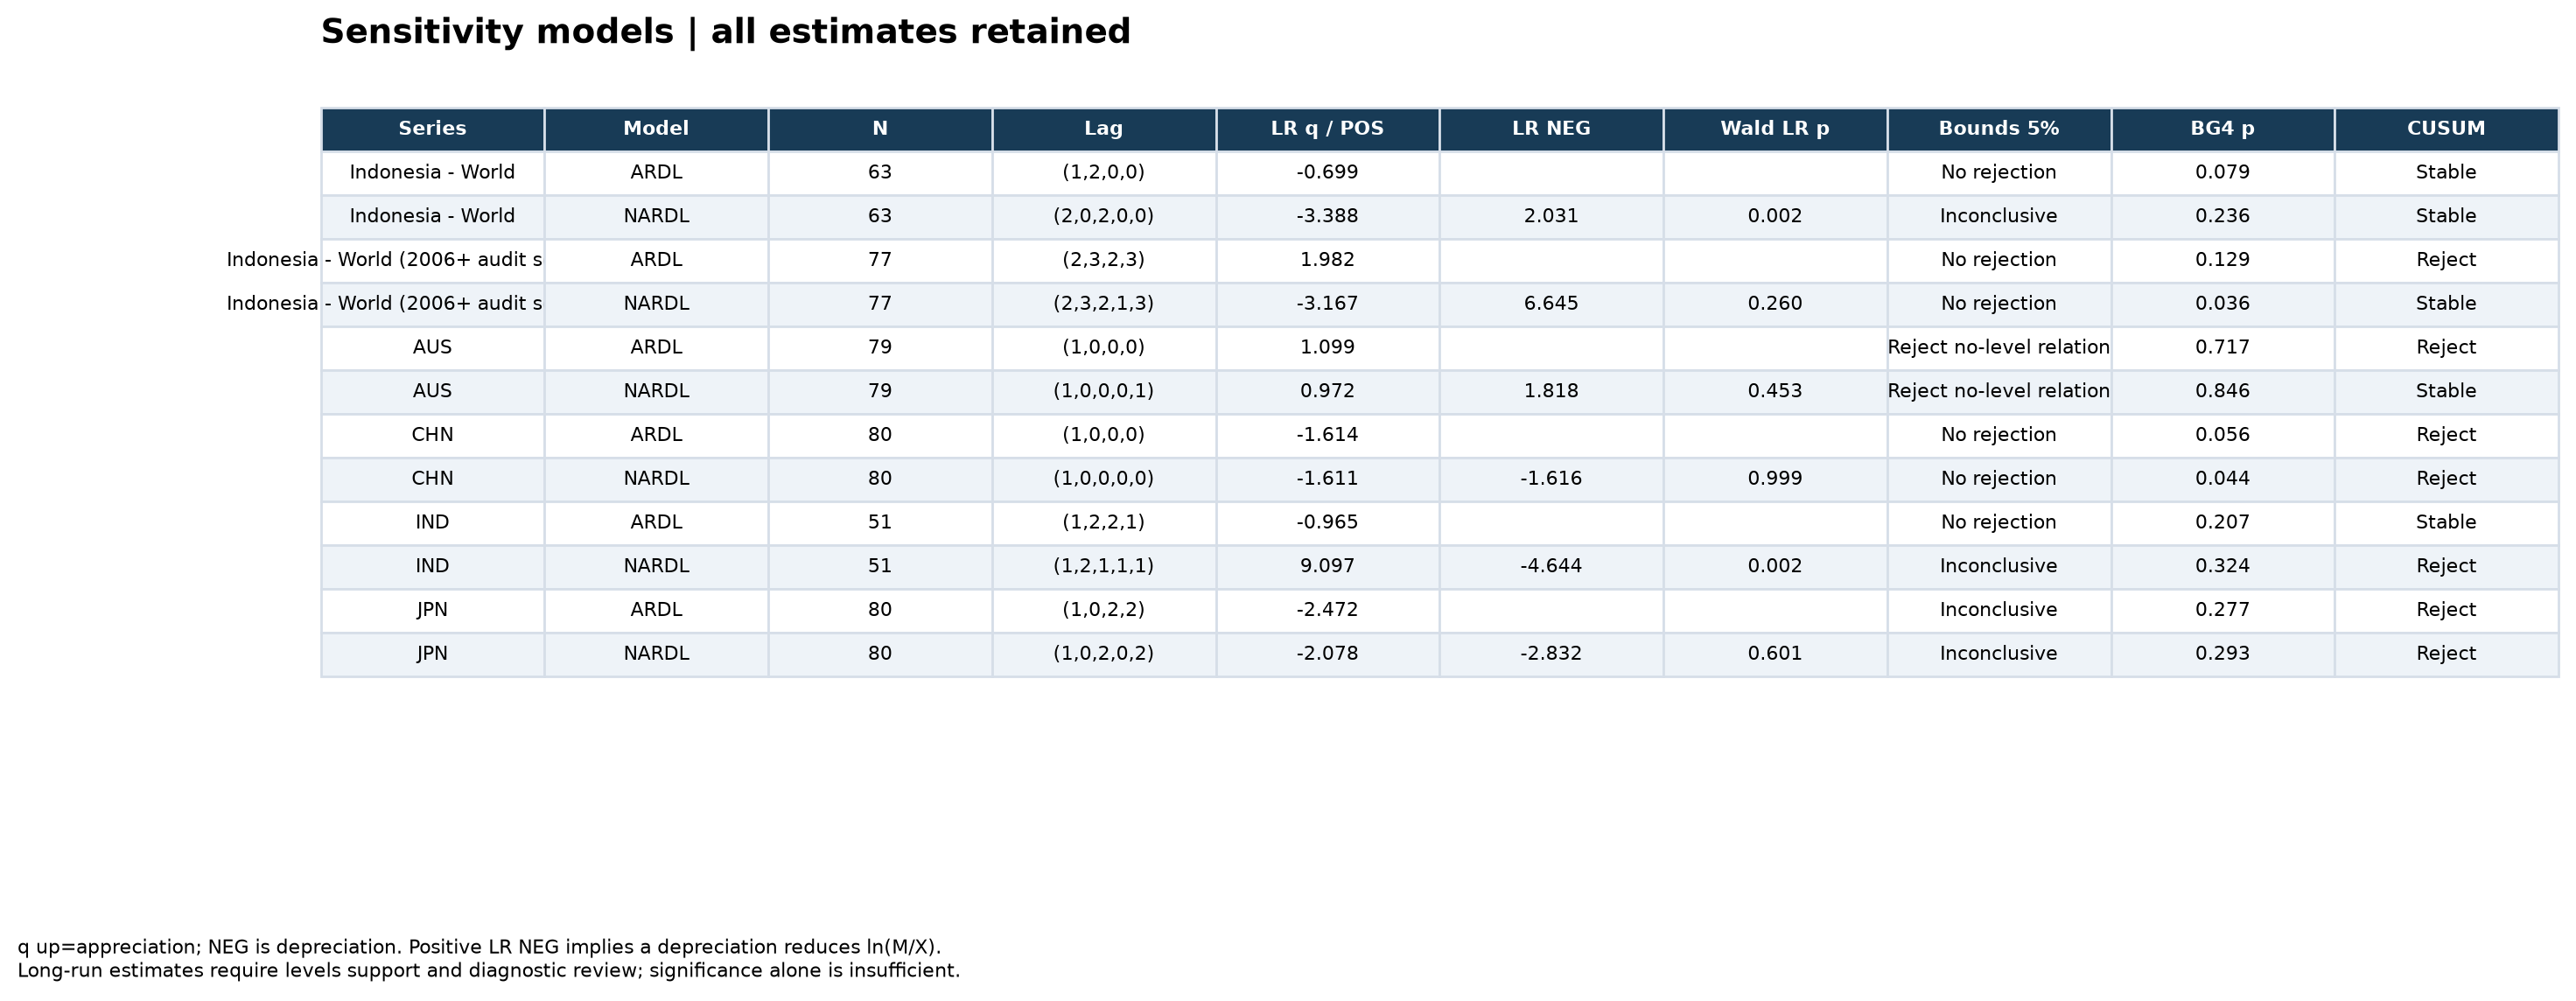 Sensitivity models | all estimates retained
Series Model N Lag LR q / POS LR NEG Wald LR p Bounds 5% BG4 p CUSUM
Indonesia - World ARDL 63 (1,2,0,0) -0.699 No rejection 0.079 Stable
Indonesia - World NARDL 63 (2,0,2,0,0) -3.388 2.031 0.002 Inconclusive 0.236 Stable
Indonesia - World (2006+ audit s ARDL 77 (2,3,2,3) 1.982 No rejection 0.129 Reject
Indonesia - World (2006+ audit s NARDL 77 (2,3,2,1,3) -3.167 6.645 0.260 No rejection 0.036 Stable
AUS ARDL 79 (1,0,0,0) 1.099 Reject no-level relation 0.717 Reject
AUS NARDL 79 (1,0,0,0,1) 0.972 1.818 0.453 Reject no-level relation 0.846 Stable
CHN ARDL 80 (1,0,0,0) -1.614 No rejection 0.056 Reject
CHN NARDL 80 (1,0,0,0,0) -1.611 -1.616 0.999 No rejection 0.044 Reject
IND ARDL 51 (1,2,2,1) -0.965 No rejection 0.207 Stable
IND NARDL 51 (1,2,1,1,1) 9.097 -4.644 0.002 Inconclusive 0.324 Reject
JPN ARDL 80 (1,0,2,2) -2.472 Inconclusive 0.277 Reject
JPN NARDL 80 (1,0,2,0,2) -2.078 -2.832 0.601 Inconclusive 0.293 Reject
q up=appreciation; NEG is depreciation. Positive LR NEG implies a depreciation reduces ln(M/X).
Long-run estimates require levels support and diagnostic review; significance alone is insufficient.